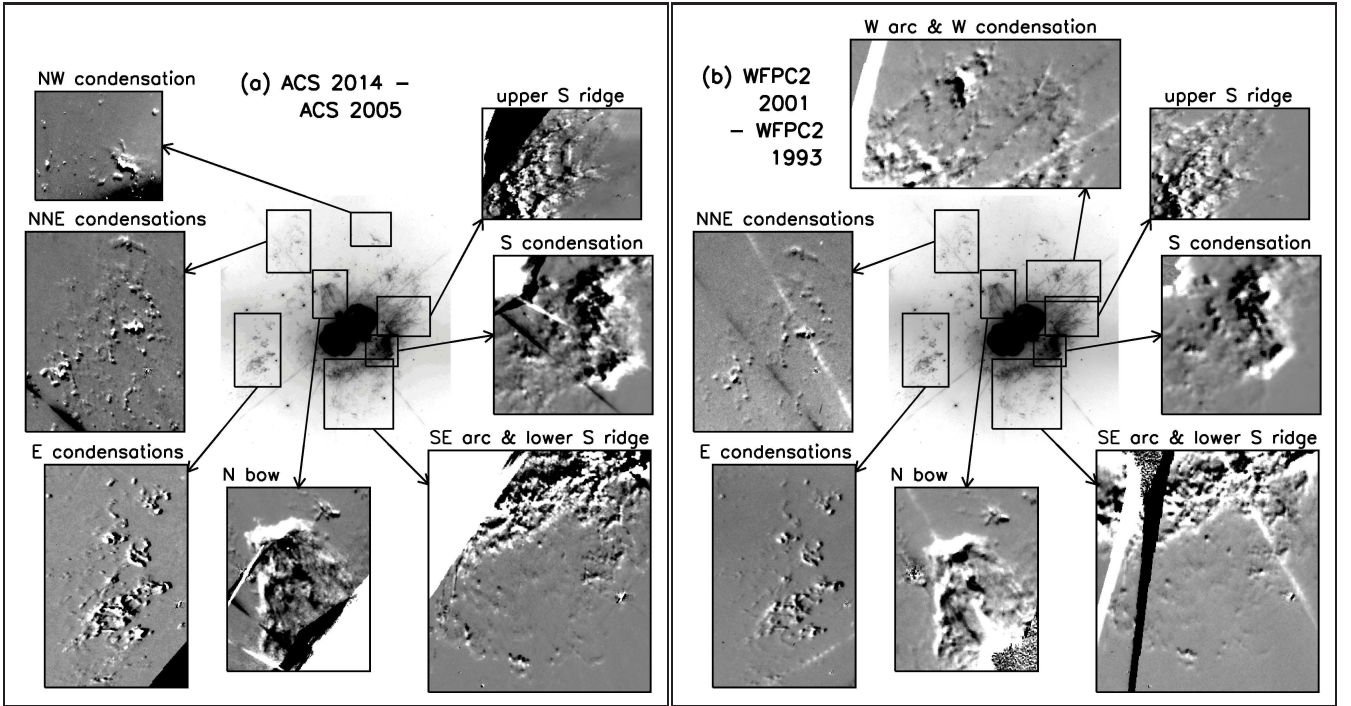 NW condensation
(a) ACS 2014 –
ACS 2005
upper S ridge
NNE condensations
S condensation
E condensations
N bow
SE arc & lower S ridge
W arc & W condensation
(b) WFPC2
2001
– WFPC2
1993
upper S ridge
NNE condensations
S condensation
E condensations
N bow
SE arc & lower S ridge